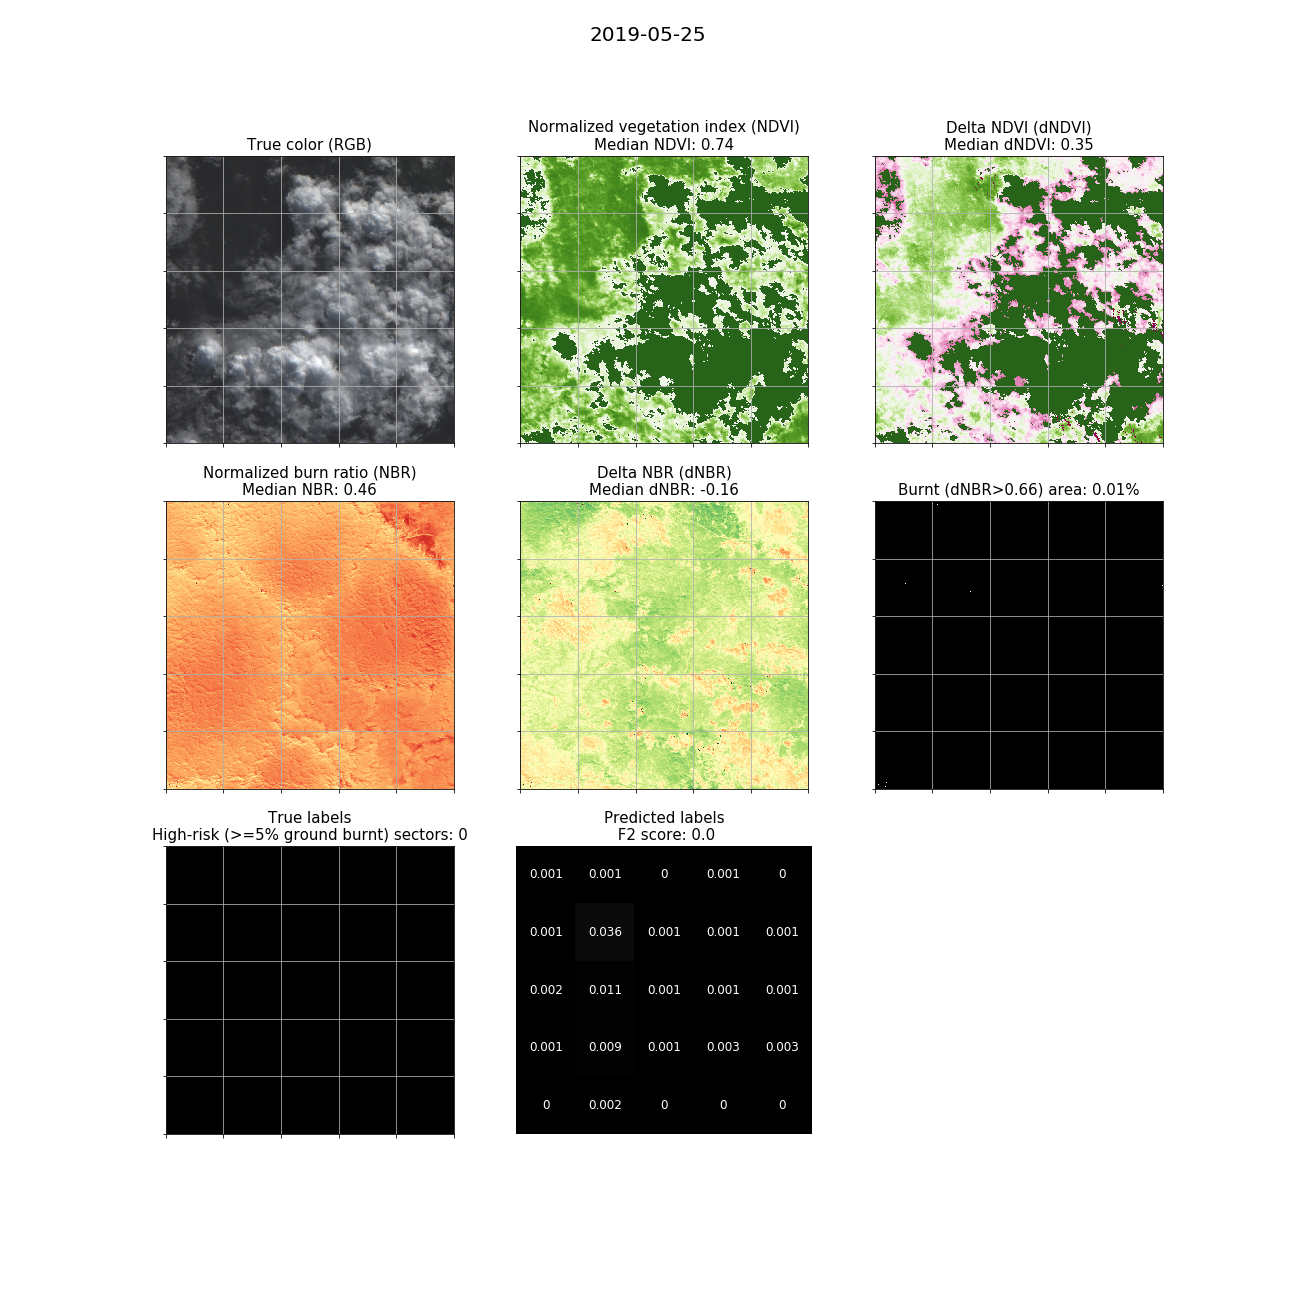 2019-05-25
True color (RGB)
Normalized vegetation index (NDVI)
Median NDVI: 0.74
Delta NDVI (dNDVI)
Median dNDVI: 0.35
Normalized burn ratio (NBR)
Median NBR: 0.46
Delta NBR (dNBR)
Median dNBR: -0.16
Burnt (dNBR>0.66) area: 0.01%
True labels
High-risk (>=5% ground burnt) sectors: 0
Predicted labels
F2 score: 0.0
0.001 0.001 0 0.001 0
0.001 0.036 0.001 0.001 0.001
0.002 0.011 0.001 0.001 0.001
0.001 0.009 0.001 0.003 0.003
0 0.002 0 0 0